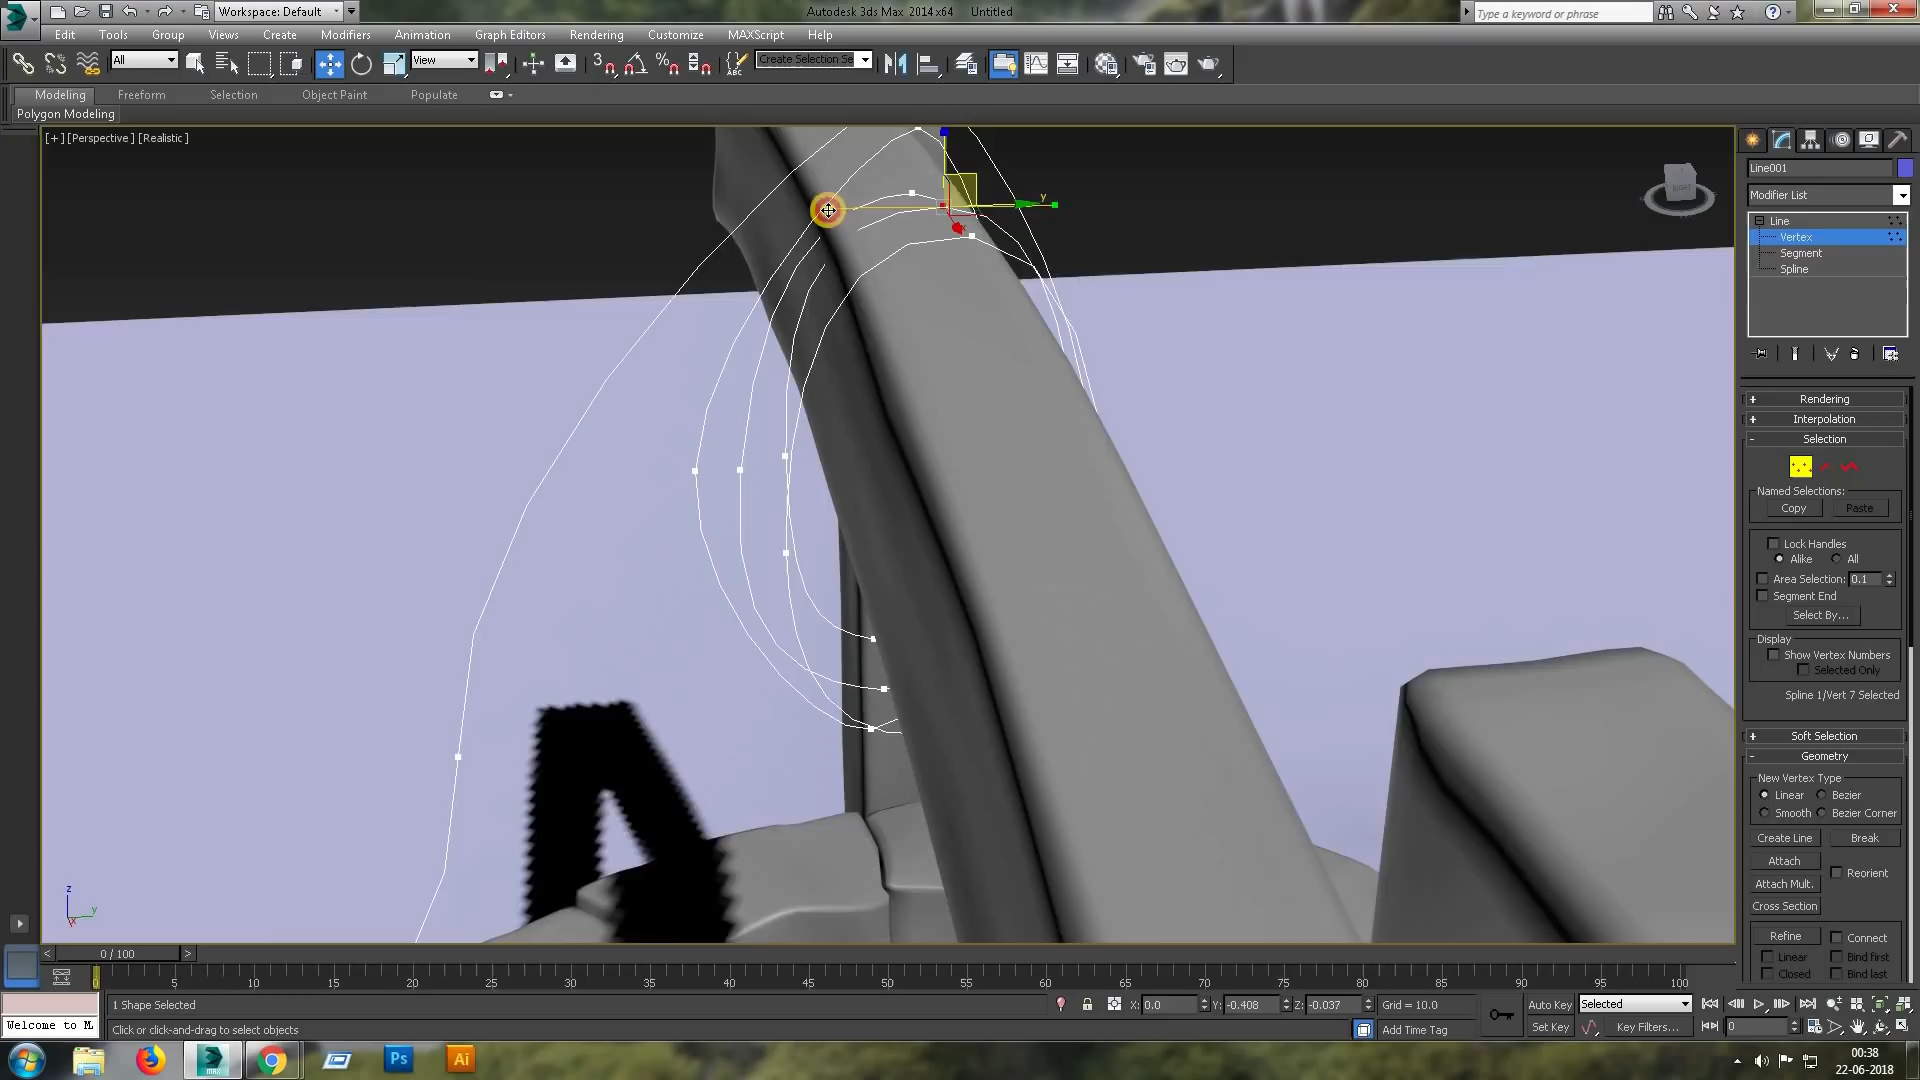 Workspace: Default
Autodesk 3ds Max 2014 x64 Untitled
Type a keyword or phrase
Edit Tools Group Views Create Modifiers Animation Graph Editors Rendering Customize MAXScript Help
All
View
Create Selection Se
Modeling Freeform Selection Object Paint Populate
Polygon Modeling
[+] [Perspective] [Realistic]
Line001
Modifier List
Line
Vertex
Segment
Spline
Rendering
Interpolation
Selection
Named Selections:
Copy Paste
Lock Handles
Alike All
Area Selection: 0.1
Segment End
Select By...
Display
Show Vertex Numbers
Selected Only
Spline 1/Vert 7 Selected
Soft Selection
Geometry
New Vertex Type
Linear Bezier
Smooth Bezier Corner
Create Line Break
Attach
Reorient
Attach Mult.
Cross Section
Refine Connect
Linear Bind first
Closed Bind last
y
z
y
x
A
0 / 100
0 5 10 15 20 25 30 35 40 45 50 55 60 65 70 75 80 85 90 95 100
1 Shape Selected
X: 0.0 Y: -0.408 Z: -0.037 Grid = 10.0
Auto Key Selected
Welcome to M
Click or click-and-drag to select objects
Add Time Tag
Set Key Key Filters... 0
Ps Ai
00:38
22-06-2018